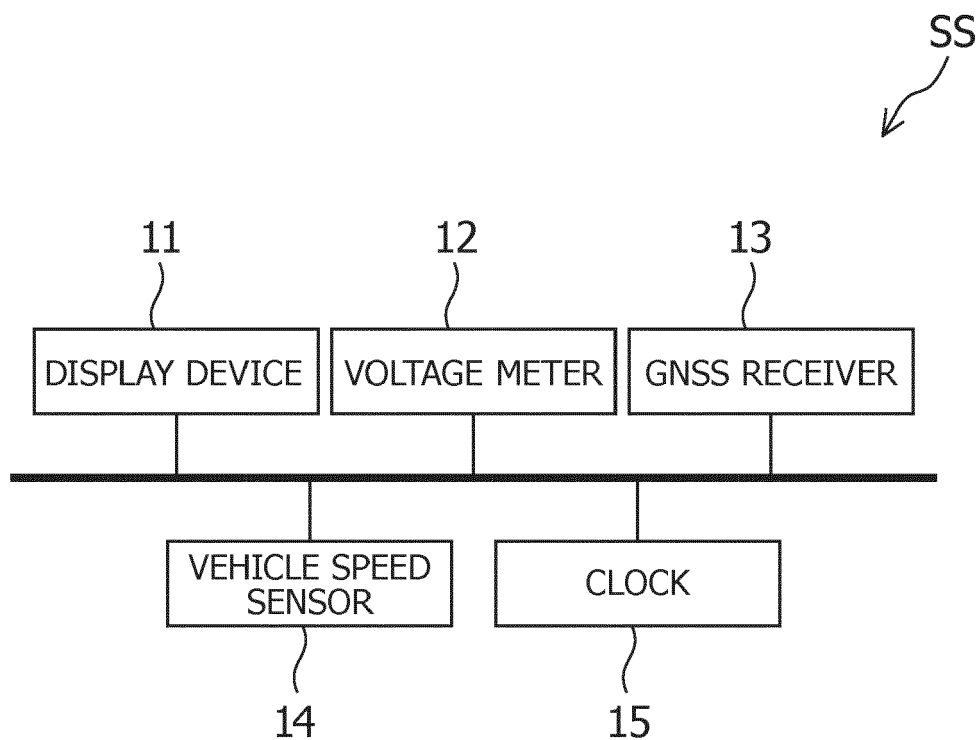 SS
11
12
13
DISPLAY DEVICE
VOLTAGE METER
GNSS RECEIVER
VEHICLE SPEED
SENSOR
CLOCK
14
15